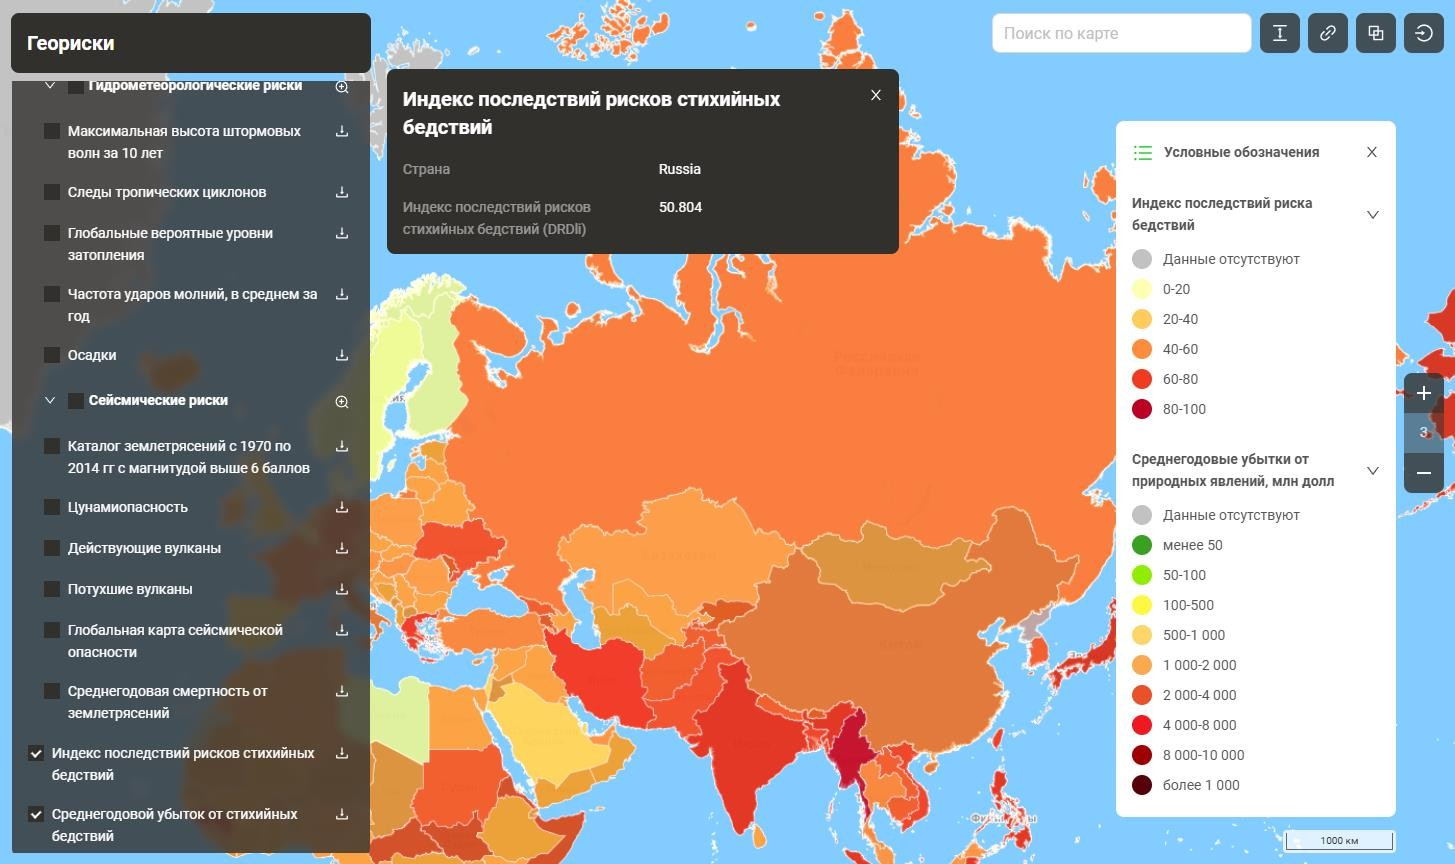 Георизки
Гидрометеорологические риски
Максимальная высота штормовых
волн за 10 лет
Следы тропических циклонов
Глобальные вероятные уровни
затопления
Частота ударов молний, в среднем за
год
Осадки
Сейсмические риски
Каталог землетрясений с 1970 по
2014 гг с магнитудой выше 6 баллов
Цунамиопасность
Действующие вулканы
Потухшие вулканы
Глобальная карта сейсмической
опасности
Среднегодовая смертность от
землетрясений
Индекс последствий рисков стихийных
бедствий
Среднегодовой убыток от стихийных
бедствий
Индекс последствий рисков стихийных
бедствий
Страна Russia
Индекс последствий рисков 50.804
стихийных бедствий (DRDli)
Российская
Федерация
Казахстан
Китай
Поиск по карте
Условные обозначения
Индекс последствий риска
бедствий
Данные отсутствуют
0-20
20-40
40-60
60-80
80-100
Среднегодовые убытки от
природных явлений, млн долл
Данные отсутствуют
менее 50
50-100
100-500
500-1 000
1 000-2 000
2 000-4 000
4 000-8 000
8 000-10 000
более 1 000
3
1000 км